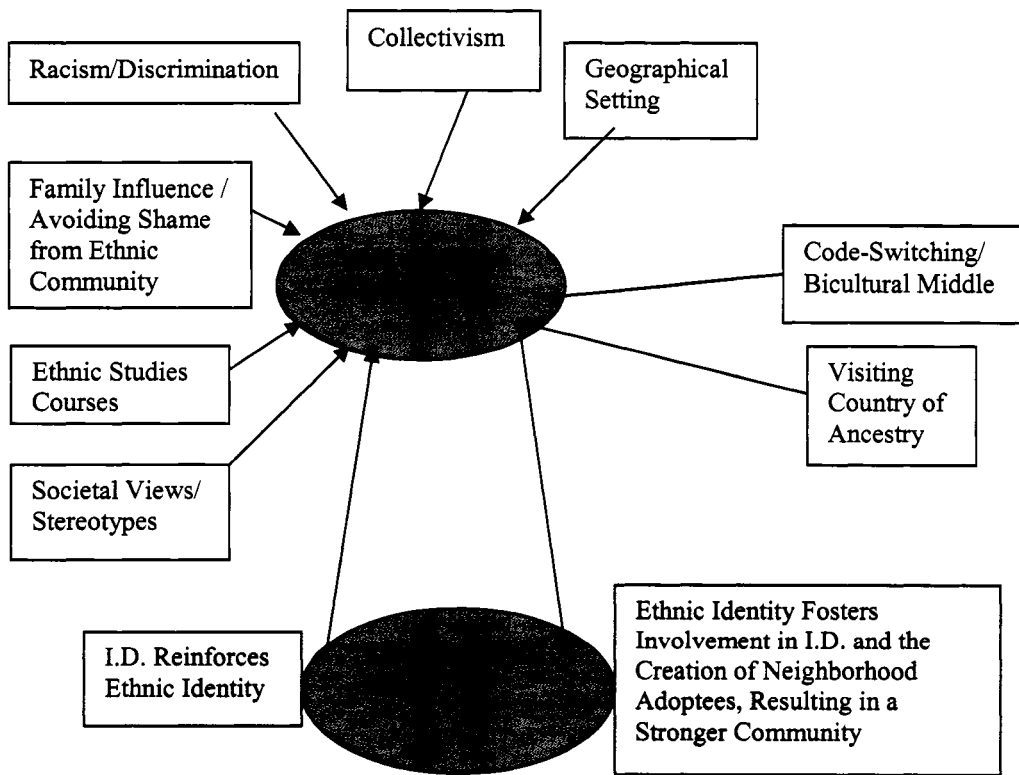 Collectivism
Racism/Discrimination
Geographical
Setting
Family Influence /
Avoiding Shame
from Ethnic
Community
Code-Switching/
Bicultural Middle
Ethnic Studies
Courses
Visiting
Country of
Ancestry
Societal Views/
Stereotypes
I.D. Reinforces
Ethnic Identity
Ethnic Identity Fosters
Involvement in I.D. and the
Creation of Neighborhood
Adoptees, Resulting in a
Stronger Community